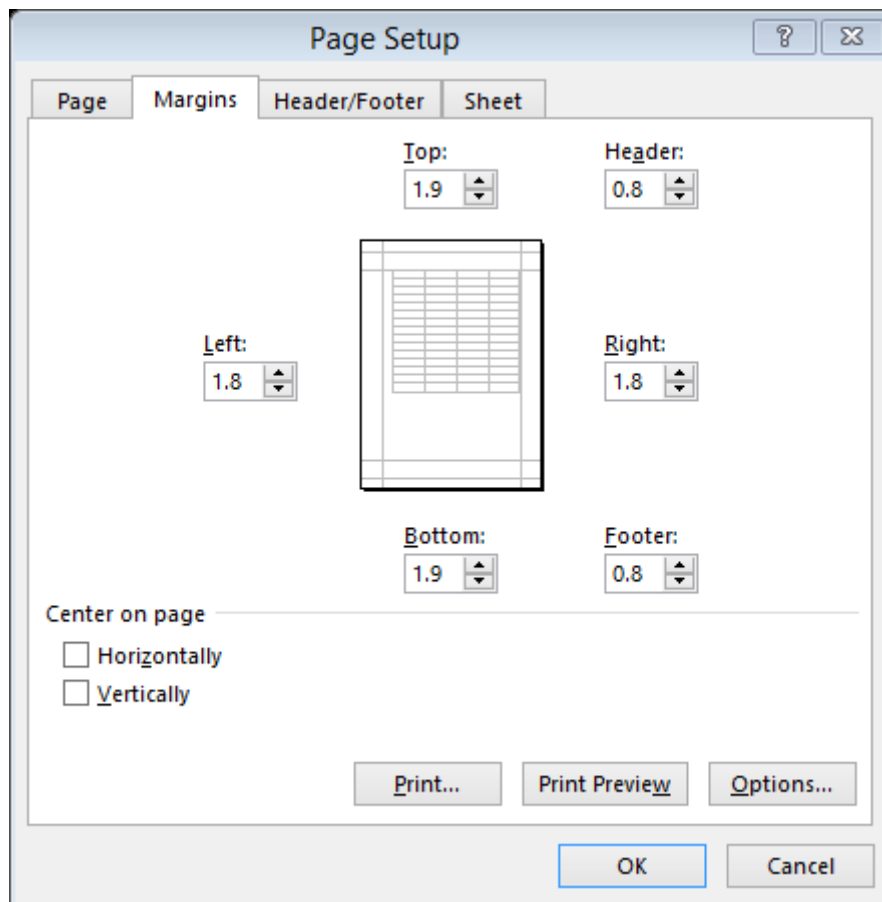 Page Setup
Page Margins Header/Footer Sheet
Top: Header:
1.9 0.8
Left: Right:
1.8 1.8
Bottom: Footer:
1.9 0.8
Center on page
Horizontally
Vertically
Print... Print Preview Options...
OK Cancel